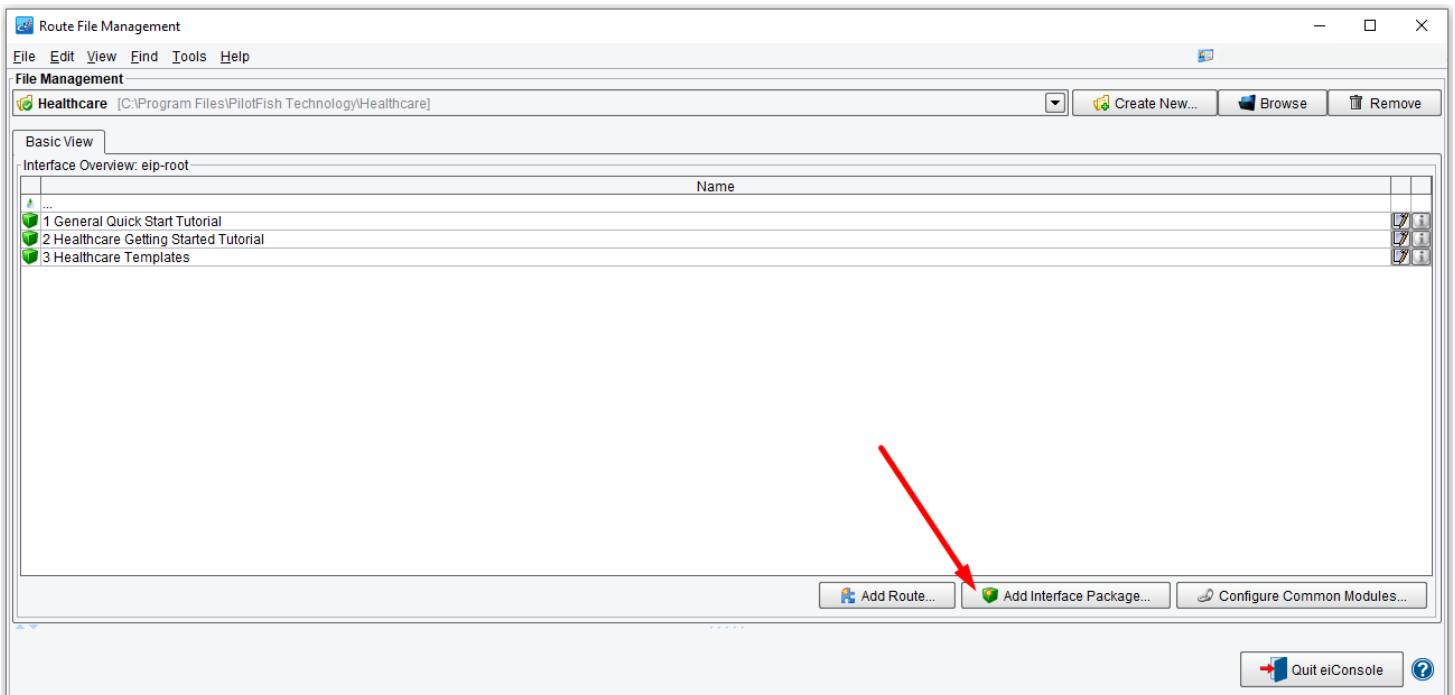 Route File Management
File Edit View Find Tools Help
File Management
Healthcare [C:\Program Files\PilotFish Technology\Healthcare] Create New... Browse Remove
Basic View
Interface Overview: eip-root
Name
...
1 General Quick Start Tutorial
2 Healthcare Getting Started Tutorial
3 Healthcare Templates
Add Route... Add Interface Package... Configure Common Modules...
Quit eiConsole